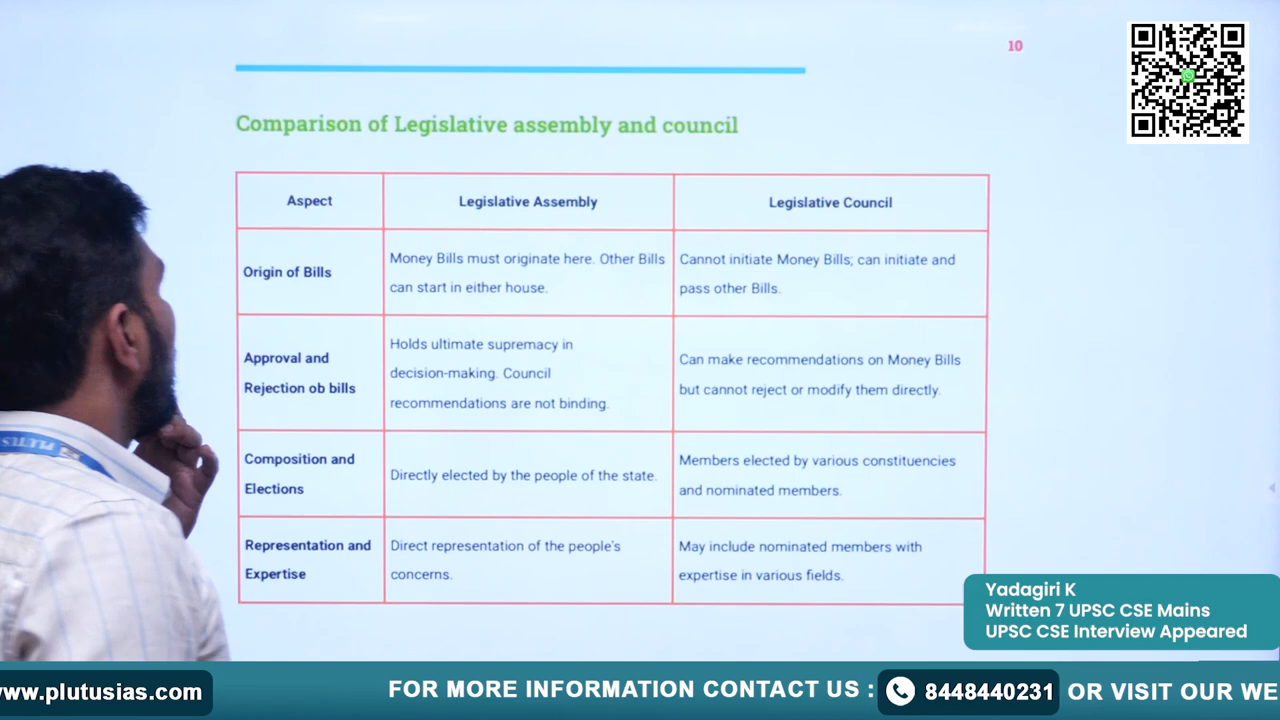 10
Comparison of Legislative assembly and council
Aspect
Legislative Assembly
Legislative Council
Origin of Bills
Money Bills must originate here. Other Bills
can start in either house.
Cannot initiate Money Bills; can initiate and
pass other Bills.
Approval and
Rejection ob bills
Holds ultimate supremacy in
decision-making. Council
recommendations are not binding.
Can make recommendations on Money Bills
but cannot reject or modify them directly.
Composition and
Elections
Directly elected by the people of the state.
Members elected by various constituencies
and nominated members.
Representation and
Expertise
Direct representation of the people's
concerns.
May include nominated members with
expertise in various fields.
PLUTUS
Yadagiri K
Written 7 UPSC CSE Mains
UPSC CSE Interview Appeared
www.plutusias.com
FOR MORE INFORMATION CONTACT US :
8448440231
OR VISIT OUR WE